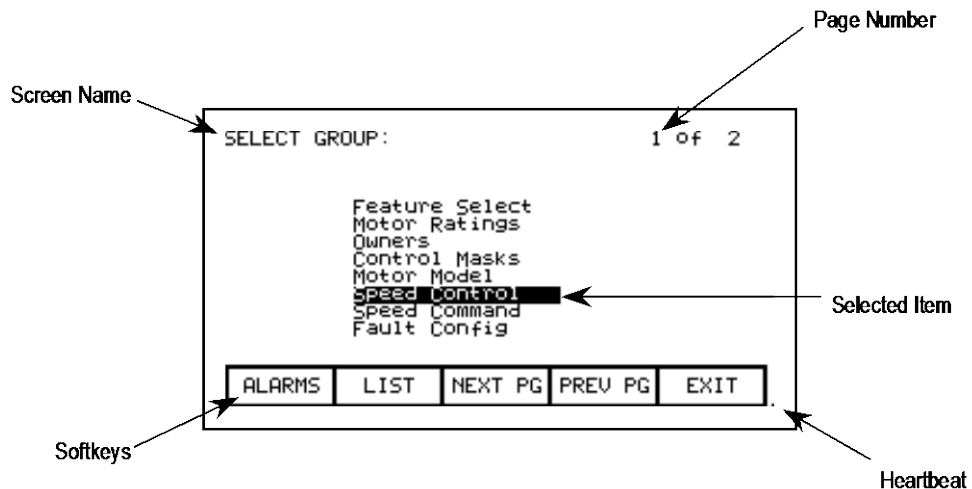 Page Number
Screen Name
SELECT GROUP: 1 of 2
Feature Select
Motor Ratings
Owners
Control Masks
Motor Model
Speed Control
Speed Command
Fault Config
Selected Item
ALARMS LIST NEXT PG PREV PG EXIT .
Softkeys
Heartbeat